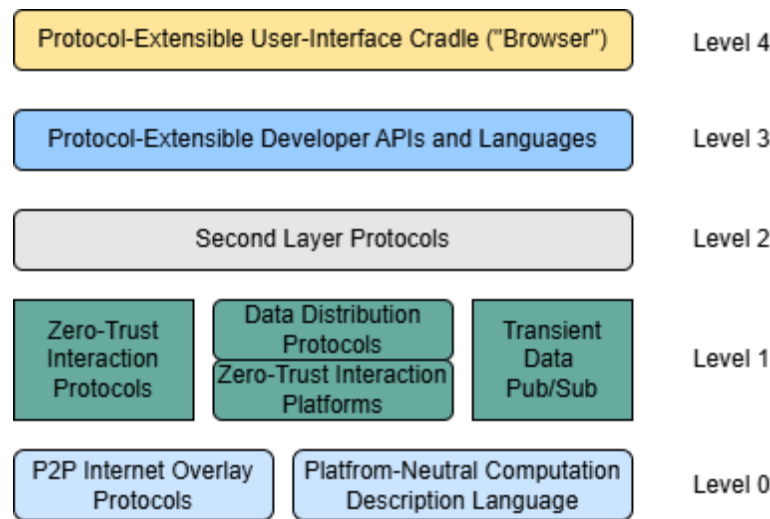 Protocol-Extensible User-Interface Cradle ("Browser")
Level 4
Protocol-Extensible Developer APIs and Languages
Level 3
Second Layer Protocols
Level 2
Zero-Trust
Interaction
Protocols
Data Distribution
Protocols
Zero-Trust Interaction
Platforms
Transient
Data
Pub/Sub
Level 1
P2P Internet Overlay
Protocols
Platfrom-Neutral Computation
Description Language
Level 0